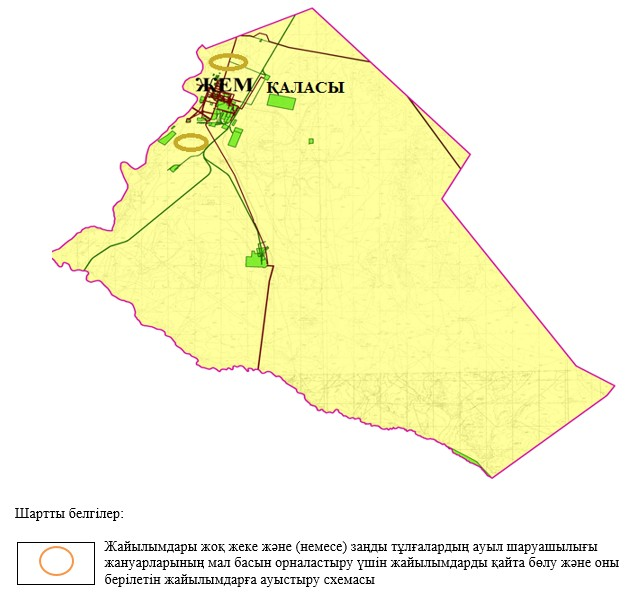 ЖЕМ ҚАЛАСЫ
Шартты белгілер:
Жайылымдары жоқ жеке және (немесе) заңды тұлғалардың ауыл шаруашылығы
жануарларының мал басын орналастыру үшін жайылымдарды қайта бөлу және оны
берілетін жайылымдарға ауыстыру схемасы